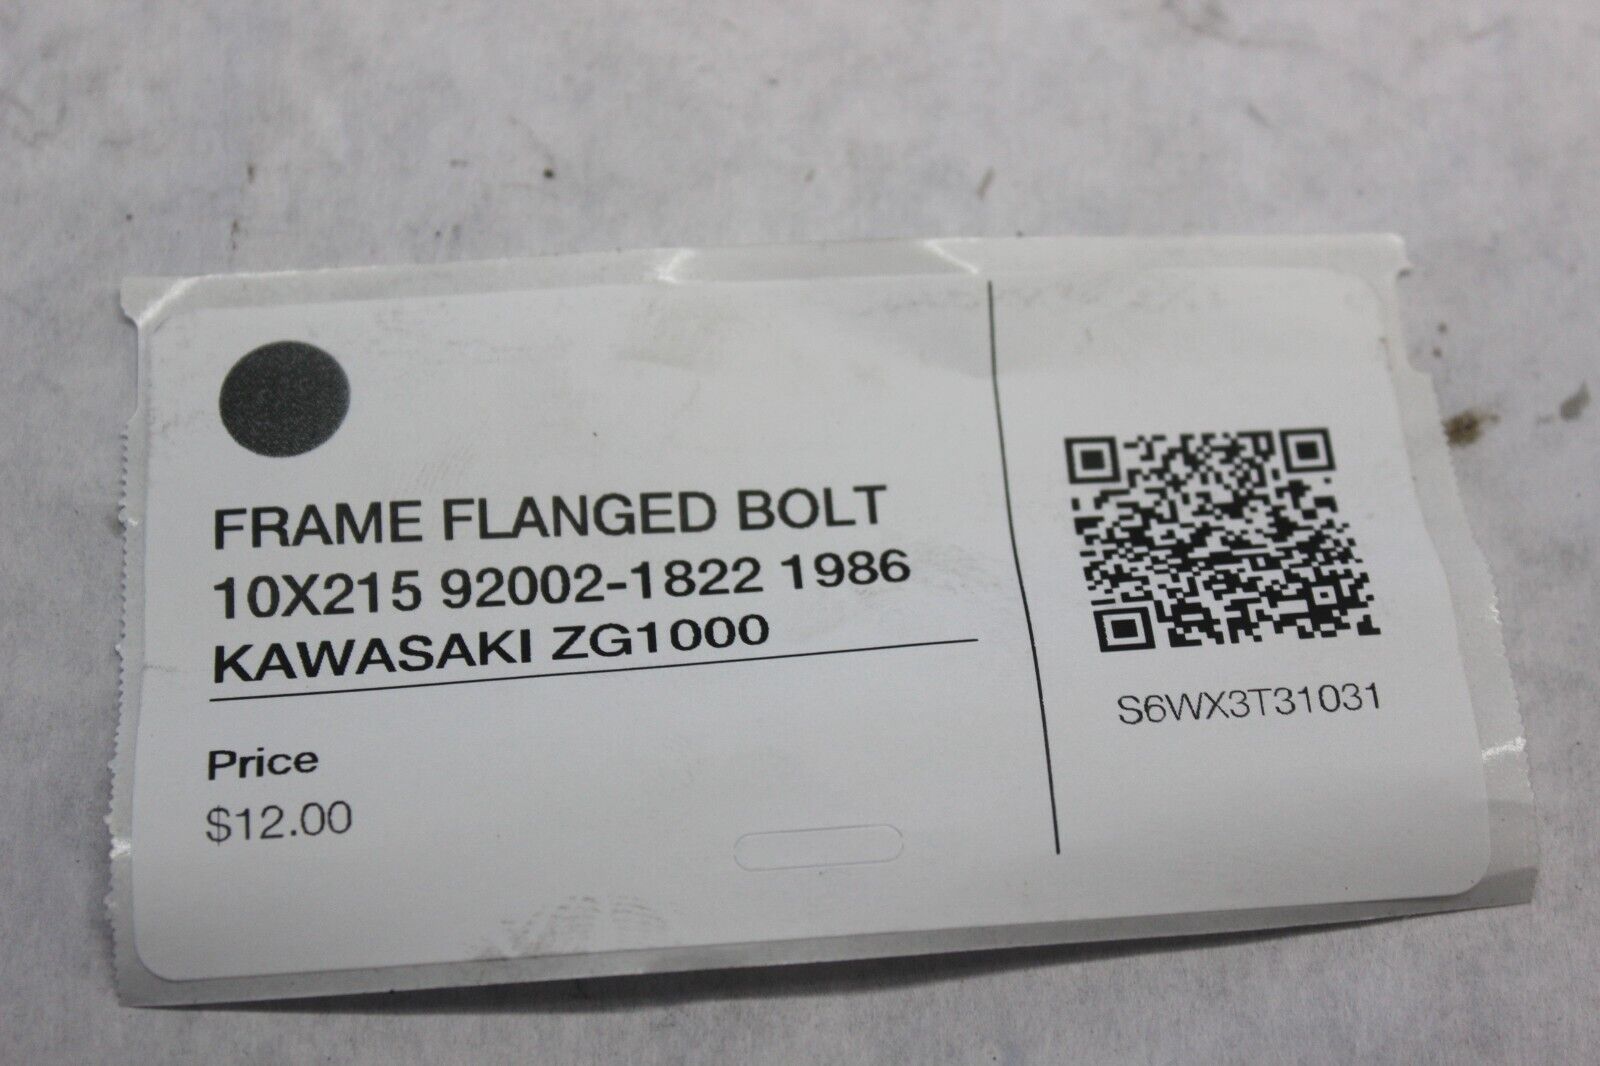 FRAME FLANGED BOLT
10X215 92002-1822 1986
KAWASAKI ZG1000
Price
$12.00
S6WX3T31031